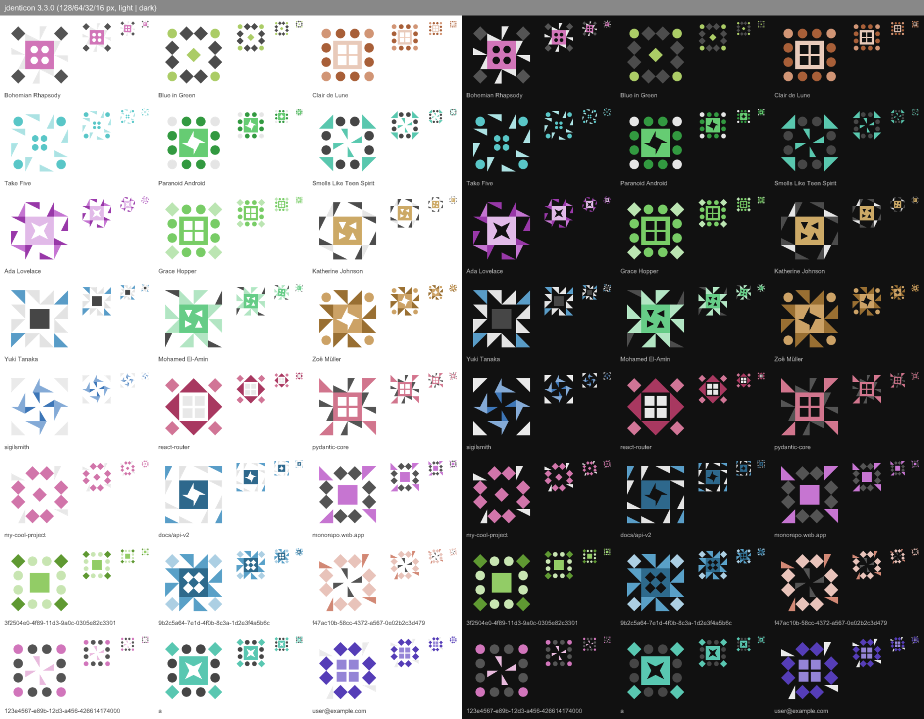 jdenticon 3.3.0 (128/64/32/16 px, light | dark)
Bohemian Rhapsody Blue in Green Clair de Lune Bohemian Rhapsody Blue in Green Clair de Lune
Take Five Paranoid Android Smells Like Teen Spirit Take Five Paranoid Android Smells Like Teen Spirit
Ada Lovelace Grace Hopper Katherine Johnson Ada Lovelace Grace Hopper Katherine Johnson
Yuki Tanaka Mohamed El-Amin Zoë Müller Yuki Tanaka Mohamed El-Amin Zoë Müller
sigilsmith react-router pydantic-core sigilsmith react-router pydantic-core
my-cool-project docs/api-v2 monorepo.web.app my-cool-project docs/api-v2 monorepo.web.app
3f2504e0-4f89-11d3-9a0c-0305e82c3301 9b2c5a64-7e1d-4f0b-8c3a-1d2e3f4a5b6c f47ac10b-58cc-4372-a567-0e02b2c3d479 3f2504e0-4f89-11d3-9a0c-0305e82c3301 9b2c5a64-7e1d-4f0b-8c3a-1d2e3f4a5b6c f47ac10b-58cc-4372-a567-0e02b2c3d479
123e4567-e89b-12d3-a456-426614174000 a user@example.com 123e4567-e89b-12d3-a456-426614174000 a user@example.com